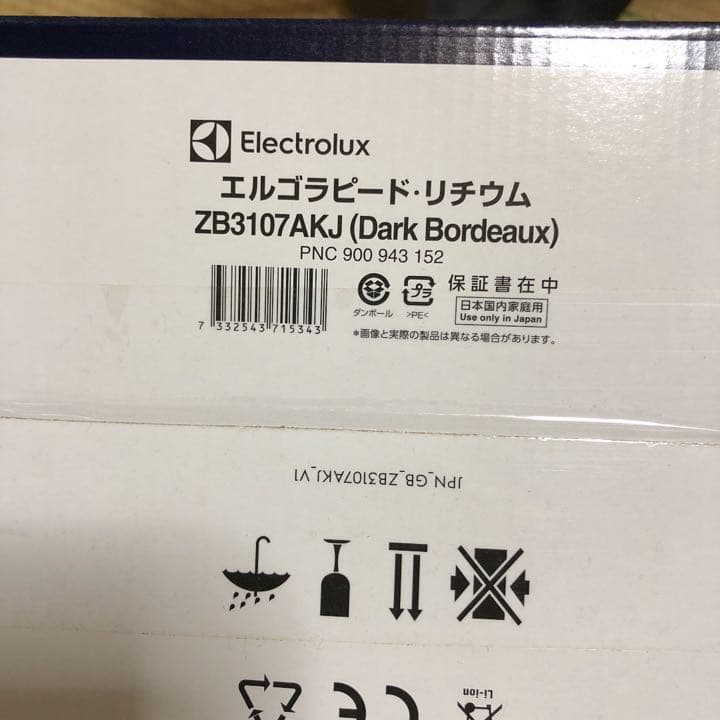 Electrolux
エルゴラピード・リチウム
ZB3107AKJ (Dark Bordeaux)
PNC 900 943 152
7 332543 715343
ダンボール
プラ
>PE<
保証書在中
日本国内家庭用
Use only in Japan
*画像と実際の製品は異なる場合があります。
JPN_GB_ZB3107AKJ_V1
CE
Li-ion